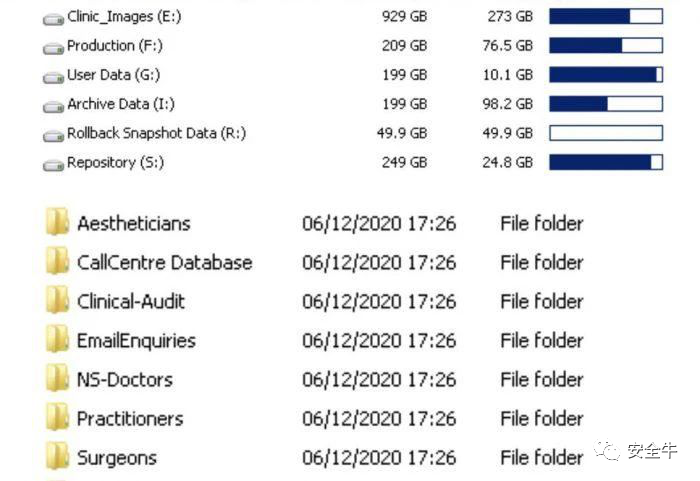 Clinic_Images (E:) 929 GB 273 GB
Production (F:) 209 GB 76.5 GB
User Data (G:) 199 GB 10.1 GB
Archive Data (I:) 199 GB 98.2 GB
Rollback Snapshot Data (R:) 49.9 GB 49.9 GB
Repository (S:) 249 GB 24.8 GB
Aestheticians 06/12/2020 17:26 File folder
CallCentre Database 06/12/2020 17:26 File folder
Clinical-Audit 06/12/2020 17:26 File folder
EmailEnquiries 06/12/2020 17:26 File folder
NS-Doctors 06/12/2020 17:26 File folder
Practitioners 06/12/2020 17:26 File folder
Surgeons 06/12/2020 17:26 File folder
安全牛